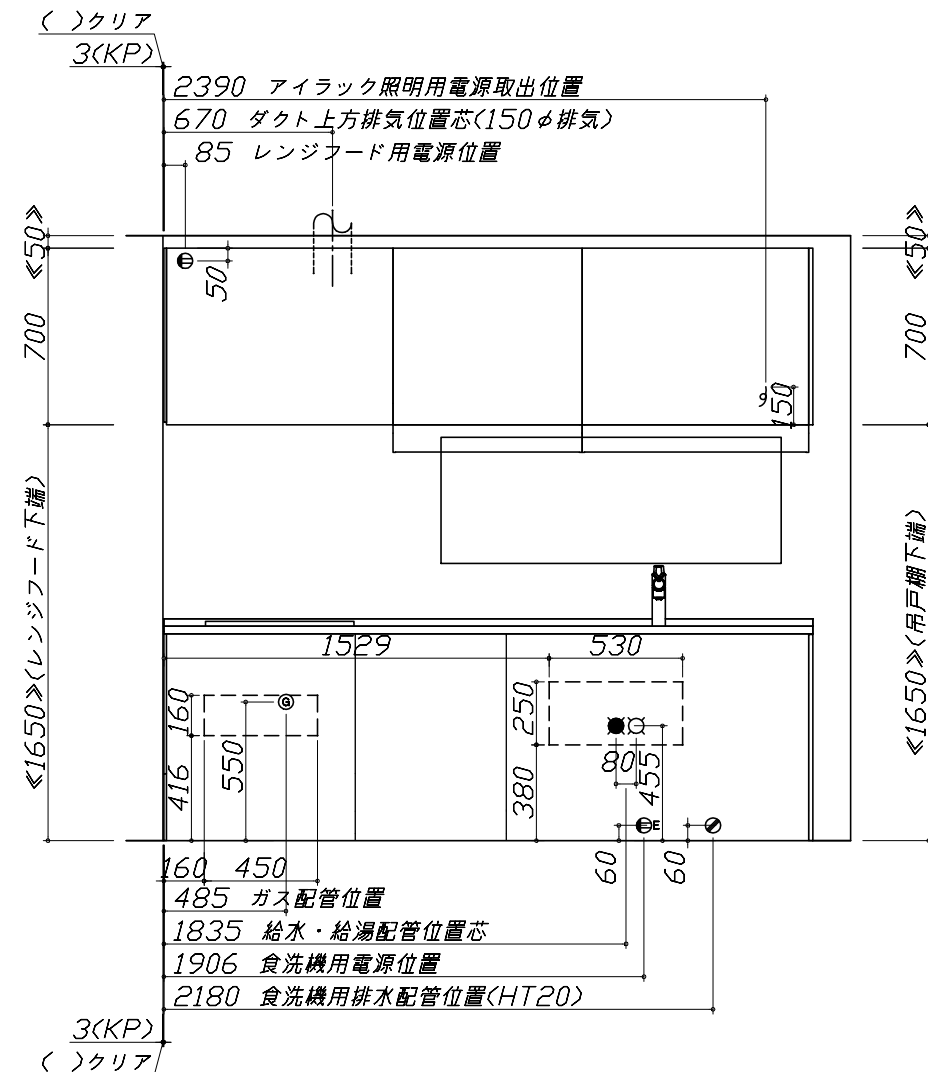 ( )クリア
3(KP)
2390 アイラック照明用電源取出位置
670 ダクト上方排気位置芯(150φ排気)
85 レンジフード用電源位置
≪50≫
≪50≫
50
700
700
150
≪1650≫(レンジフード下端)
≪1650≫(吊戸棚下端)
1529
530
160
G
250
550
416
80
455
380
E
60
60
160
450
485 ガス配管位置
1835 給水・給湯配管位置芯
1906 食洗機用電源位置
2180 食洗機用排水配管位置(HT20)
3(KP)
( )クリア